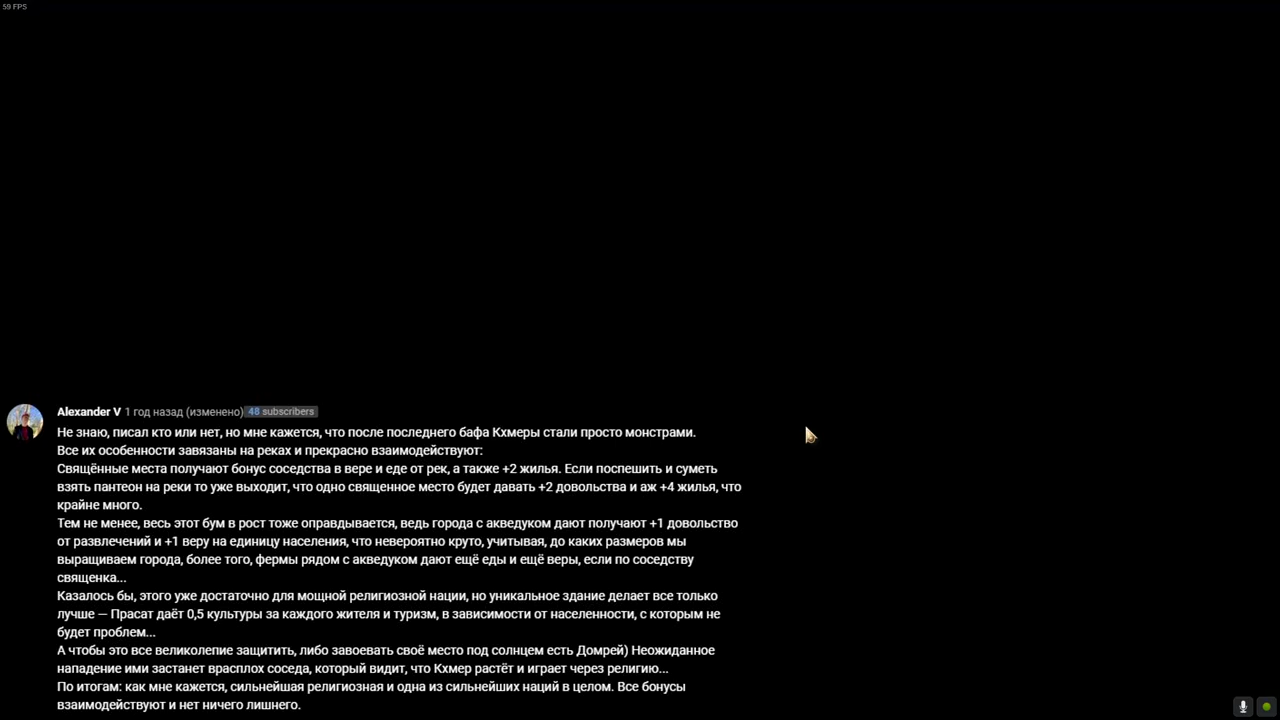 59 FPS
Alexander V 1 год назад (изменено) 48 subscribers
Не знаю, писал кто или нет, но мне кажется, что после последнего бафа Кхмеры стали просто монстрами.
Все их особенности завязаны на реках и прекрасно взаимодействуют:
Свящённые места получают бонус соседства в вере и еде от рек, а также +2 жилья. Если поспешить и суметь
взять пантеон на реки то уже выходит, что одно священное место будет давать +2 довольства и аж +4 жилья, что
крайне много.
Тем не менее, весь этот бум в рост тоже оправдывается, ведь города с акведуком дают получают +1 довольство
от развлечений и +1 веру на единицу населения, что невероятно круто, учитывая, до каких размеров мы
выращиваем города, более того, фермы рядом с акведуком дают ещё еды и ещё веры, если по соседству
священка...
Казалось бы, этого уже достаточно для мощной религиозной нации, но уникальное здание делает все только
лучше — Прасат даёт 0,5 культуры за каждого жителя и туризм, в зависимости от населенности, с которым не
будет проблем...
А чтобы это все великолепие защитить, либо завоевать своё место под солнцем есть Домрей) Неожиданное
нападение ими застанет врасплох соседа, который видит, что Кхмер растёт и играет через религию...
По итогам: как мне кажется, сильнейшая религиозная и одна из сильнейших наций в целом. Все бонусы
взаимодействуют и нет ничего лишнего.